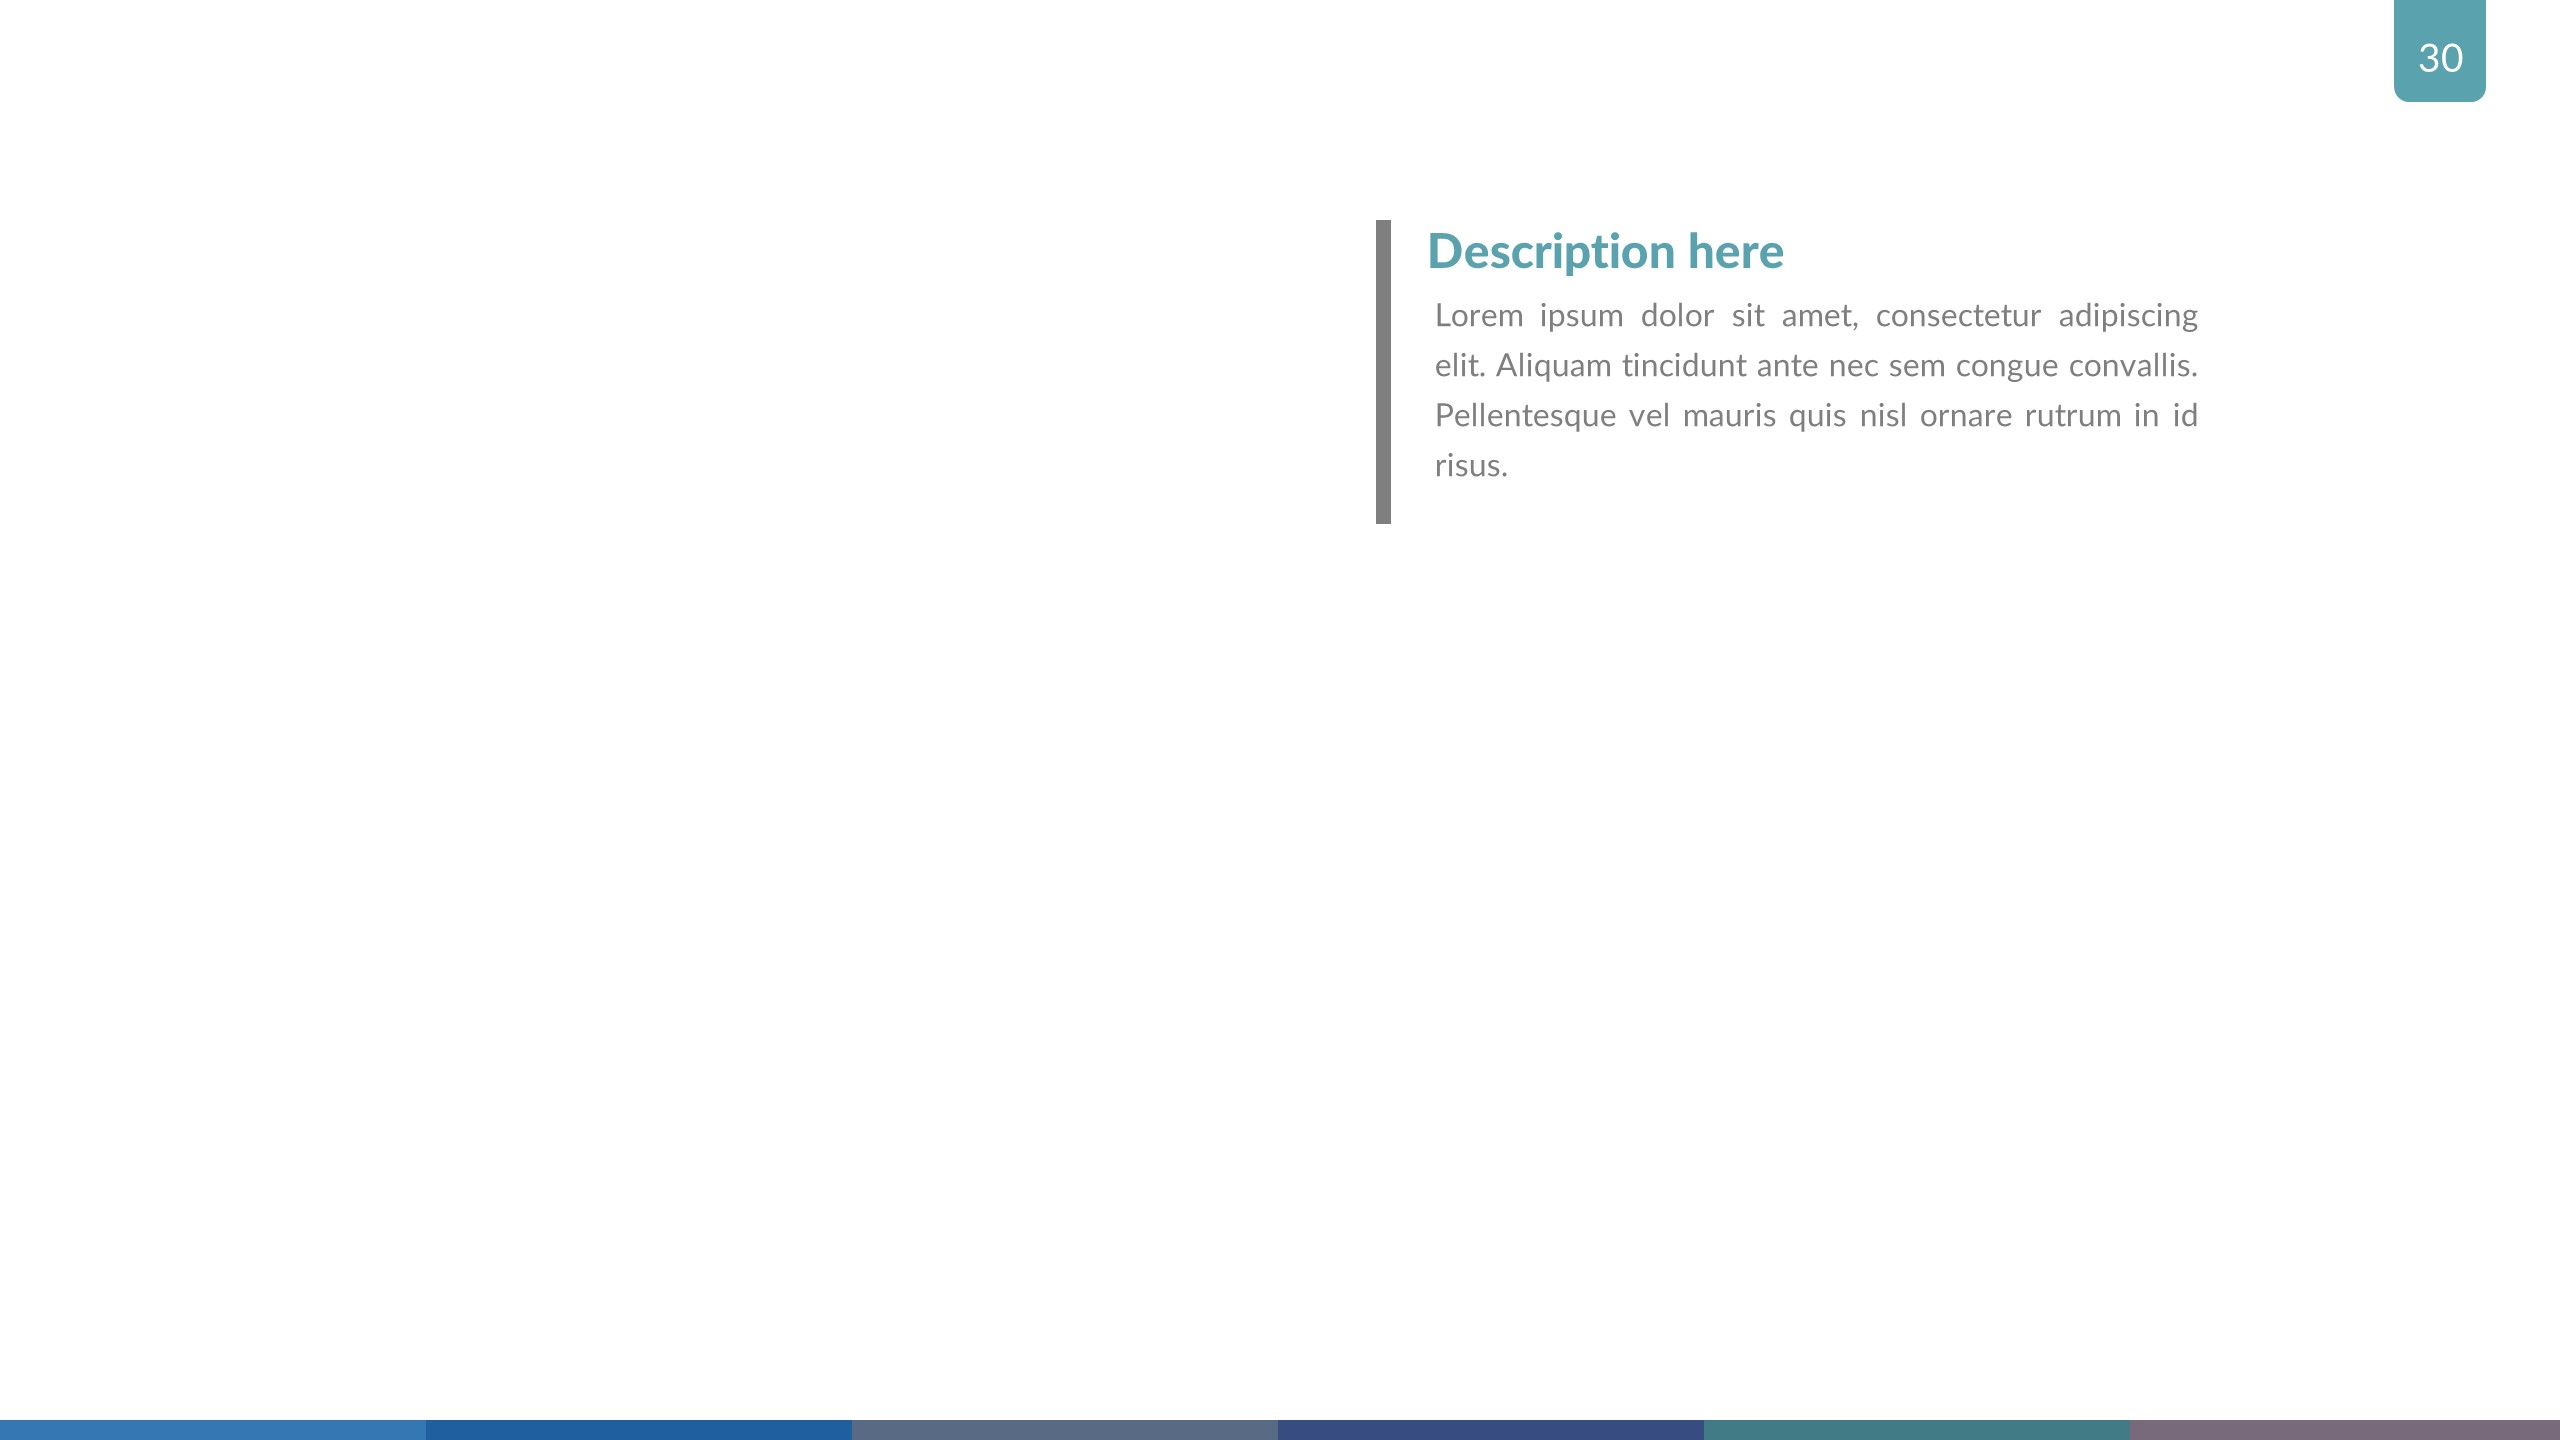 30
Description here
Lorem ipsum dolor sit amet, consectetur adipiscing
elit. Aliquam tincidunt ante nec sem congue convallis.
Pellentesque vel mauris quis nisl ornare rutrum in id
risus.